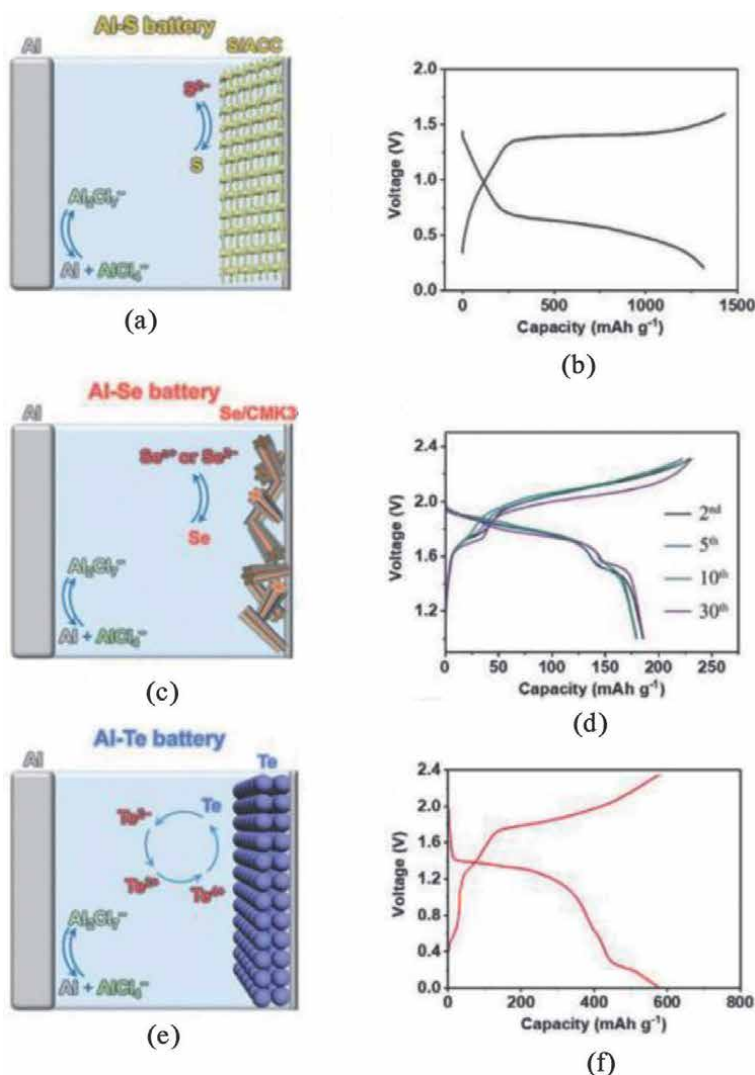 Al-S battery
Al
S/ACC
S²⁻
S
Al₂Cl₇⁻
Al + AlCl₄⁻
(a)
Voltage (V)
2.0
1.5
1.0
0.5
0.0
0 500 1000 1500
Capacity (mAh g⁻¹)
(b)
Al-Se battery
Al
Se/CMK3
Seⁿ⁺ or Se²⁻
Se
Al₂Cl₇⁻
Al + AlCl₄⁻
(c)
Voltage (V)
2.4
2.0
1.6
1.2
2ⁿᵈ
5ᵗʰ
10ᵗʰ
30ᵗʰ
0 50 100 150 200 250
Capacity (mAh g⁻¹)
(d)
Al-Te battery
Al
Te
Te
Al₂Cl₇⁻
Al + AlCl₄⁻
(e)
Voltage (V)
2.4
2.0
1.6
1.2
0.8
0.4
0.0
0 200 400 600 800
Capacity (mAh g⁻¹)
(f)